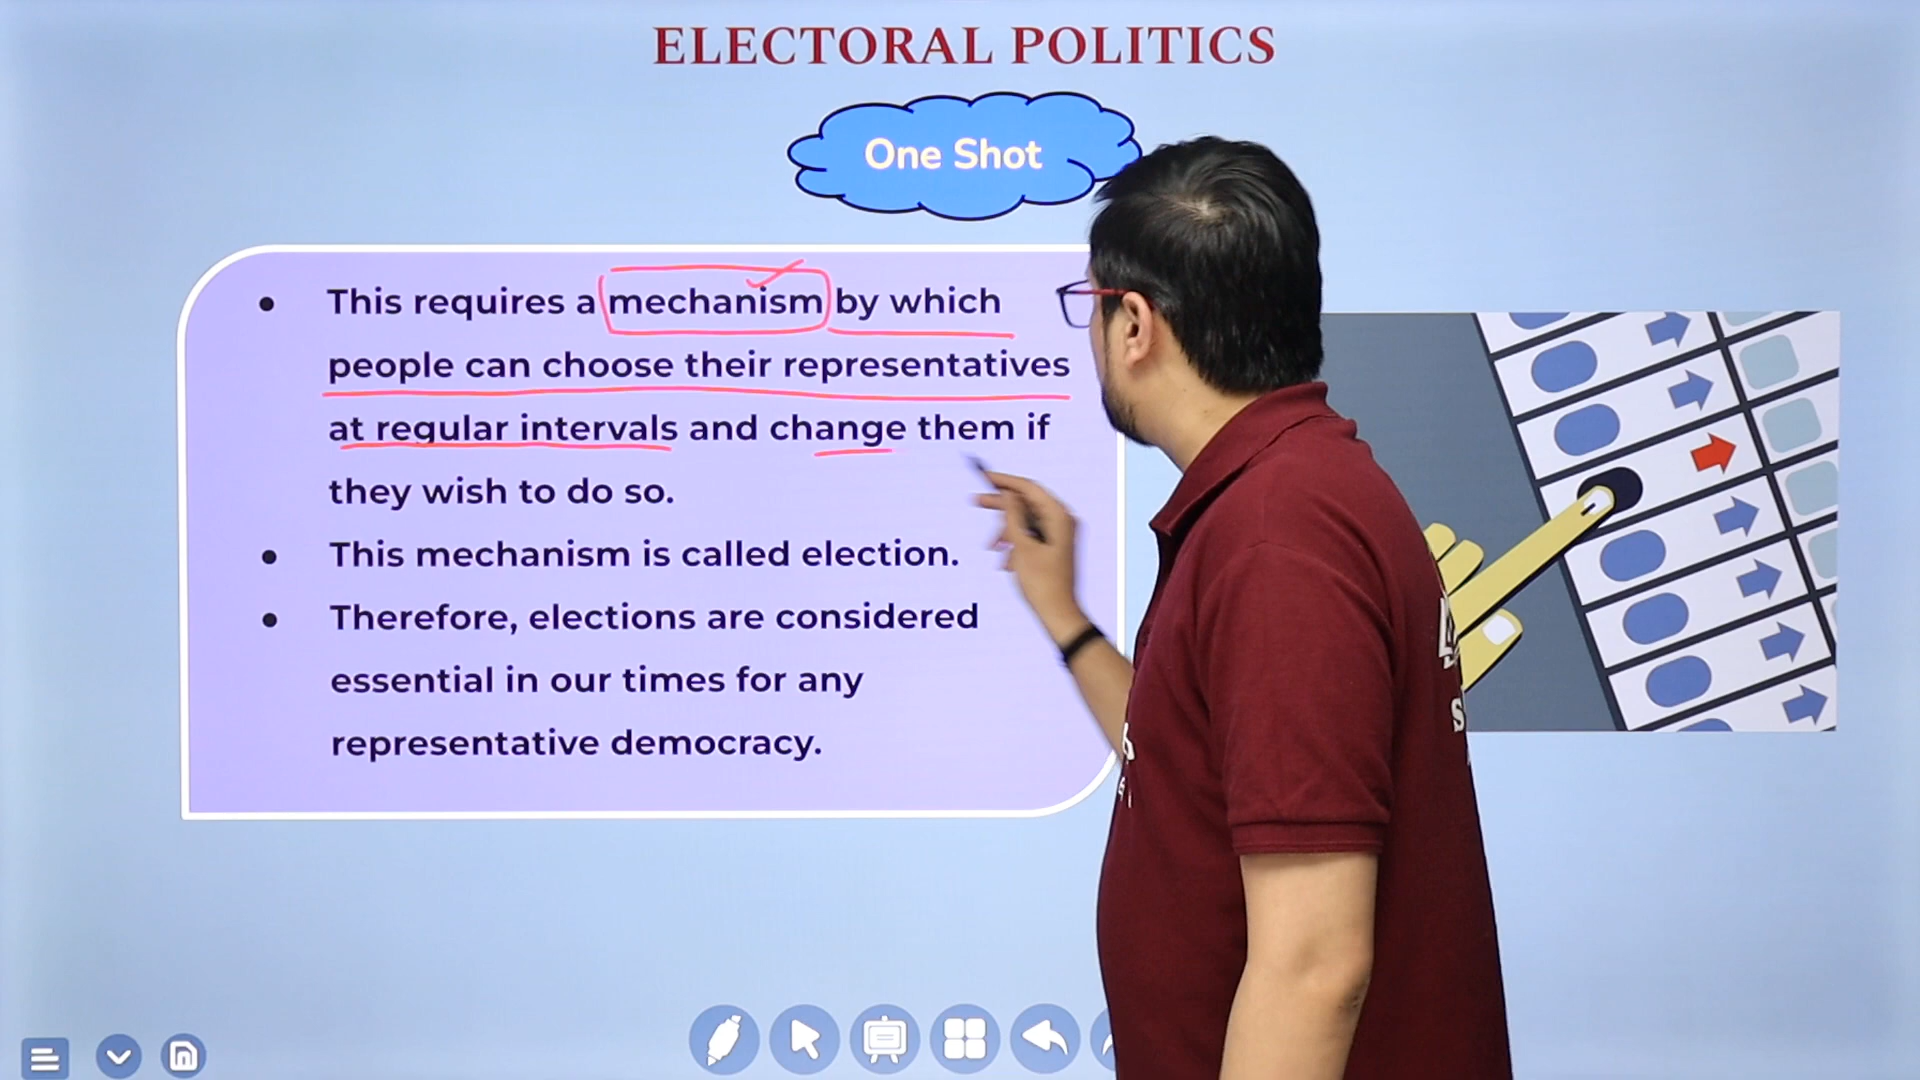 ELECTORAL POLITICS
One Shot
This requires a mechanism by which
people can choose their representatives
at regular intervals and change them if
they wish to do so.
This mechanism is called election.
Therefore, elections are considered
essential in our times for any
representative democracy.